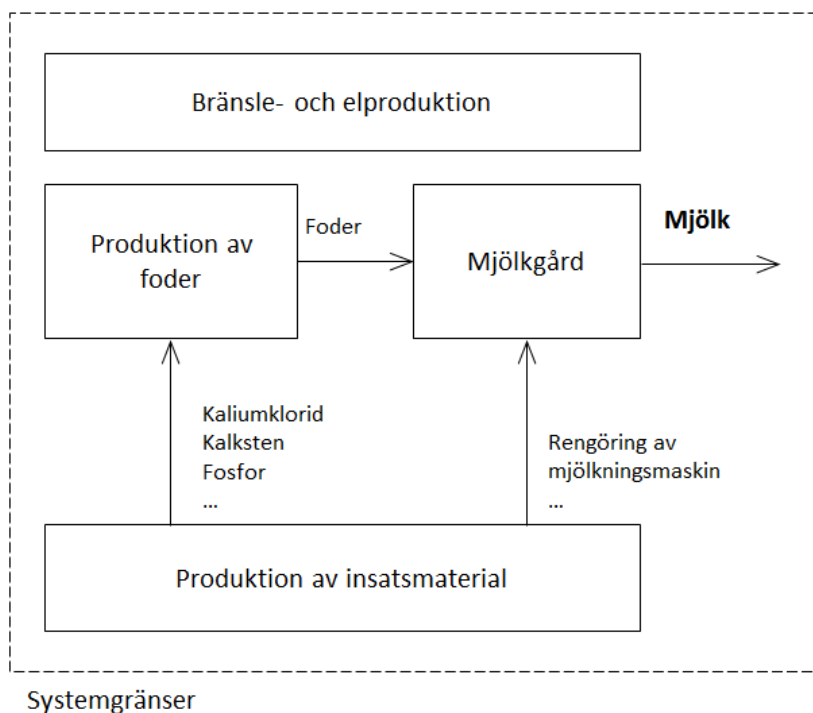 Bränsle- och elproduktion
Produktion av
foder
Foder
Mjölkgård
Mjölk
Kaliumklorid
Kalksten
Fosfor
...
Rengöring av
mjölkningsmaskin
...
Produktion av insatsmaterial
Systemgränser